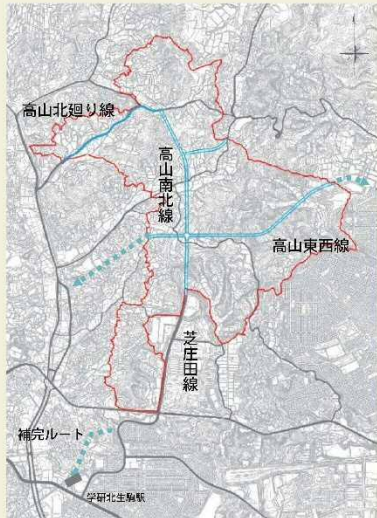 高山北廻り線
高山南北線
高山東西線
芝庄田線
補完ルート
学研北生駒駅